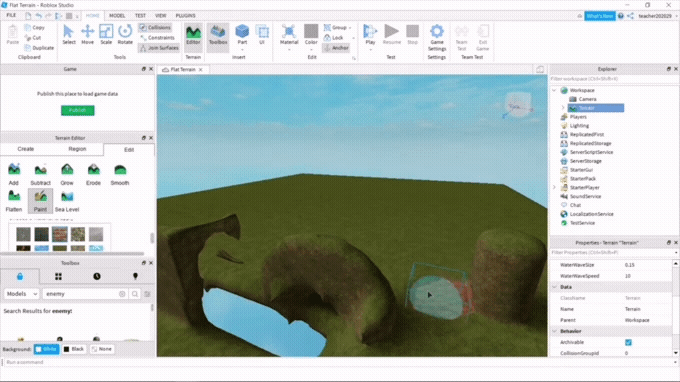 Flat Terrain - Roblox Studio
FILE HOME MODEL TEST VIEW PLUGINS What's New teacher202029
Paste Copy Cut Duplicate Select Move Scale Rotate Collisions Constraints Join Surfaces Editor Toolbox Part UI Material Color Group Lock Anchor Play Resume Stop Game Settings Team Test Exit Game
Clipboard Tools Terrain Insert Edit Test Settings Team Test
Game
Publish this place to load game data
Publish
Terrain Editor
Create Region Edit
Add Subtract Grow Erode Smooth
Flatten Paint Sea Level
Toolbox
Models enemy
Search Results for enemy:
Background: White Black None
Run a command
Flat Terrain
Explorer
Filter workspace (Ctrl+Shift+X)
Workspace
Camera
Terrain
Players
Lighting
ReplicatedFirst
ReplicatedStorage
ServerScriptService
ServerStorage
StarterGui
StarterPack
StarterPlayer
SoundService
Chat
LocalizationService
TestService
Properties - Terrain "Terrain"
Filter Properties (Ctrl+Shift+P)
WaterWaveSize 0.15
WaterWaveSpeed 10
Data
ClassName Terrain
Name Terrain
Parent Workspace
Behavior
Archivable
CollisionGroupId 0